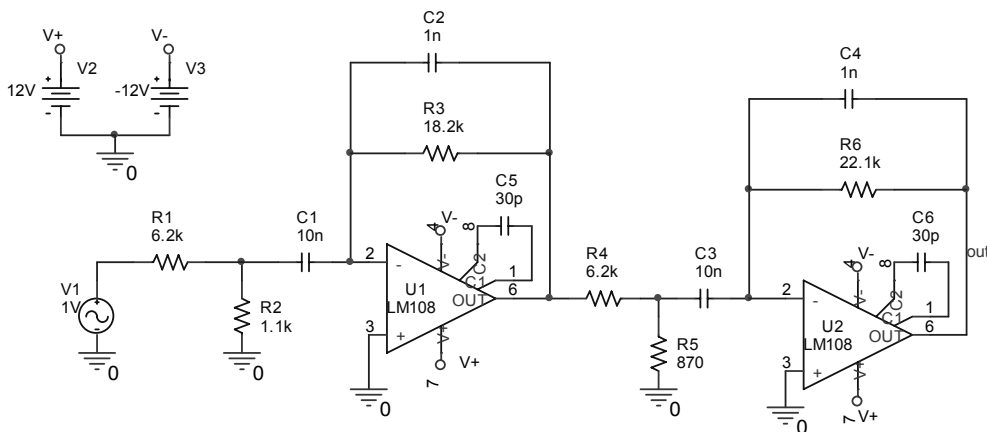 V+
V-
+
V2
12V
-
+
V3
-12V
-
0
C2
1n
R3
18.2k
C5
30p
V-
4
8
V-
C2
C1
1
2
-
U1
LM108
OUT
6
3
+
V+
7
V+
0
R1
6.2k
C1
10n
V1
1V
R2
1.1k
0
0
R4
6.2k
C3
10n
R5
870
0
C4
1n
R6
22.1k
C6
30p
V-
4
8
V-
C2
C1
1
out
2
-
U2
LM108
OUT
6
3
+
V+
7
V+
0